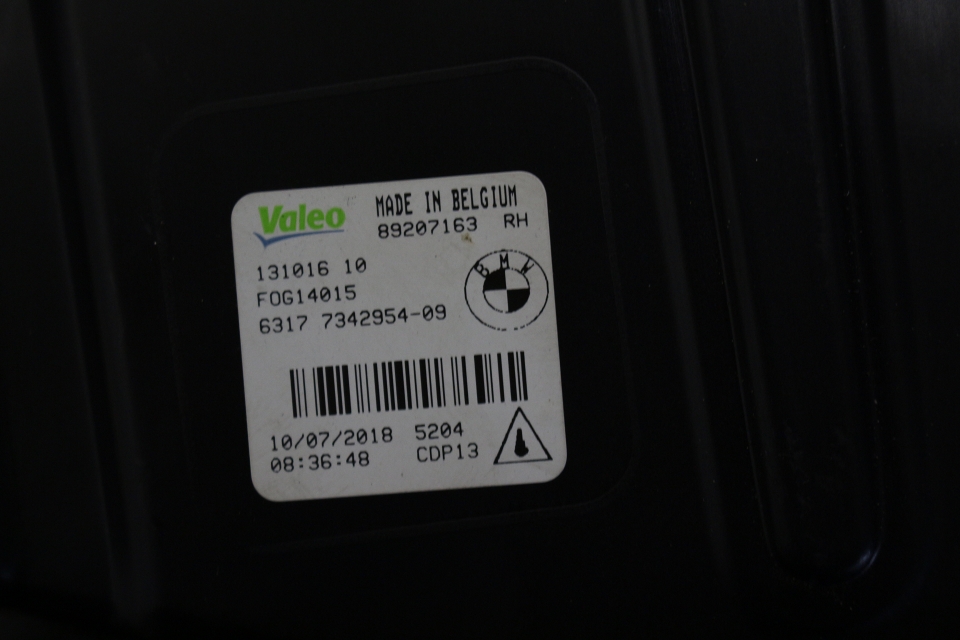 Valeo MADE IN BELGIUM
89207163 RH
BMW
131016 10
FOG14015
6317 7342954-09
10/07/2018 5204
08:36:48 CDP13